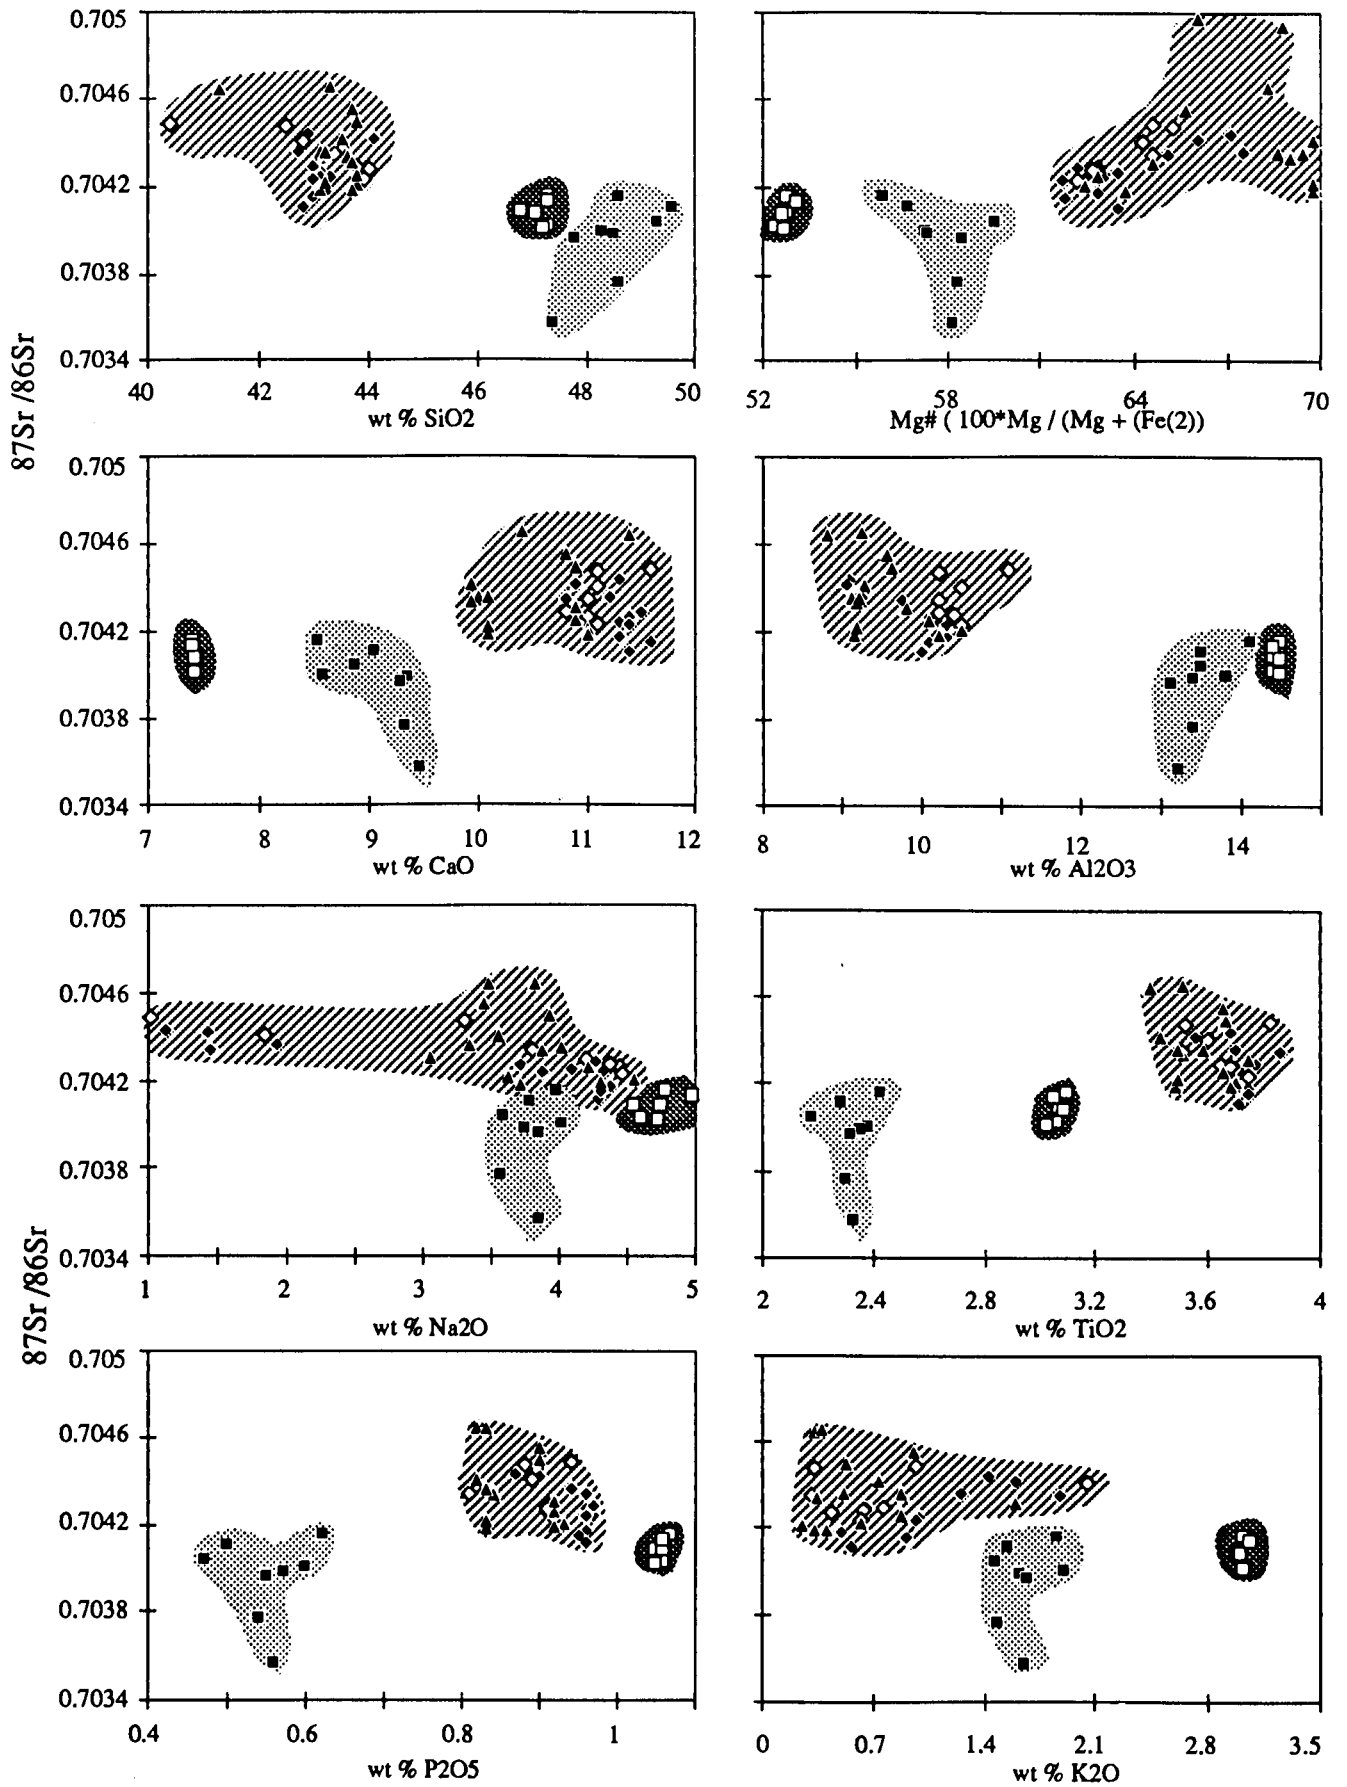 0.705
0.7046
0.7042
0.7038
0.7034
40 42 44 46 48 50
wt % SiO2
52 58 64 70
Mg# ( 100*Mg / (Mg + (Fe(2))
87Sr /86Sr
0.705
0.7046
0.7042
0.7038
0.7034
7 8 9 10 11 12
wt % CaO
8 10 12 14
wt % Al2O3
0.705
0.7046
0.7042
0.7038
0.7034
1 2 3 4 5
wt % Na2O
2 2.4 2.8 3.2 3.6 4
wt % TiO2
87Sr /86Sr
0.705
0.7046
0.7042
0.7038
0.7034
0.4 0.6 0.8 1
wt % P2O5
0 0.7 1.4 2.1 2.8 3.5
wt % K2O